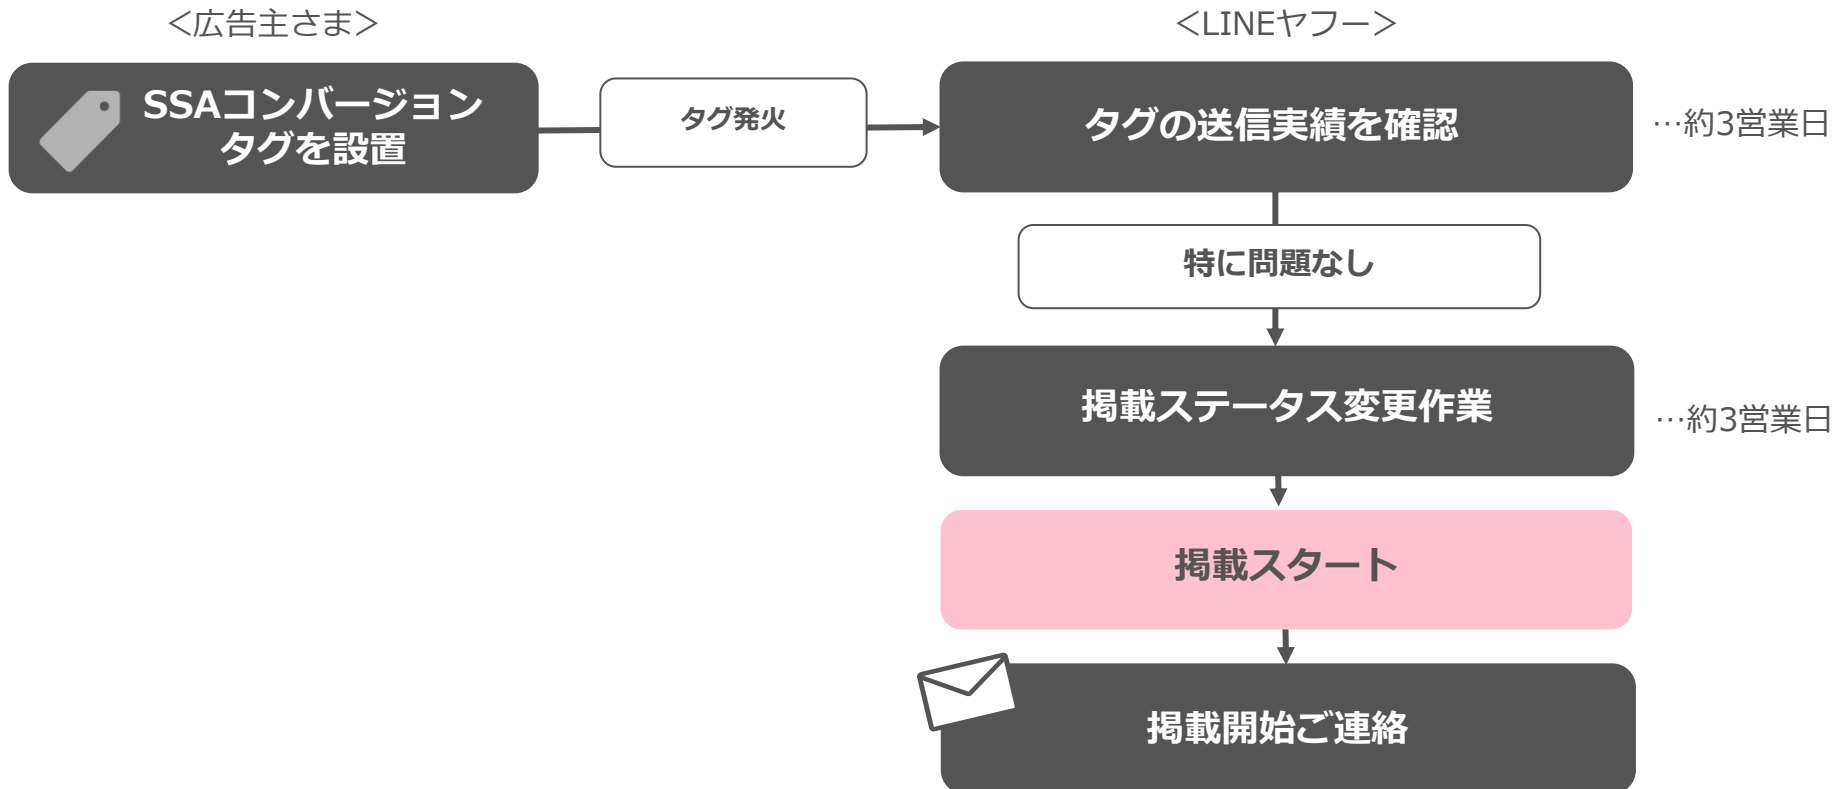 ＜広告主さま＞
＜LINEヤフー＞
SSAコンバージョン
タグを設置
タグ発火
タグの送信実績を確認
…約3営業日
特に問題なし
掲載ステータス変更作業
…約3営業日
掲載スタート
掲載開始ご連絡